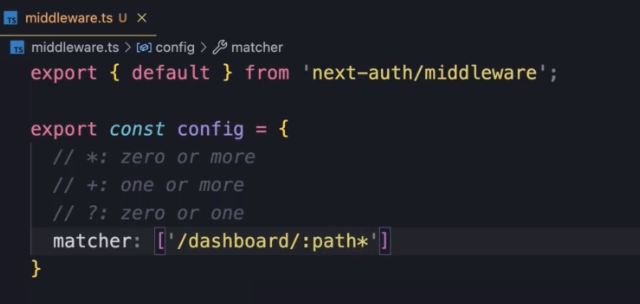 middleware.ts U ×
TS middleware.ts > config > matcher
export { default } from 'next-auth/middleware';
export const config = {
// *: zero or more
// +: one or more
// ?: zero or one
matcher: ['/dashboard/:path*']
}